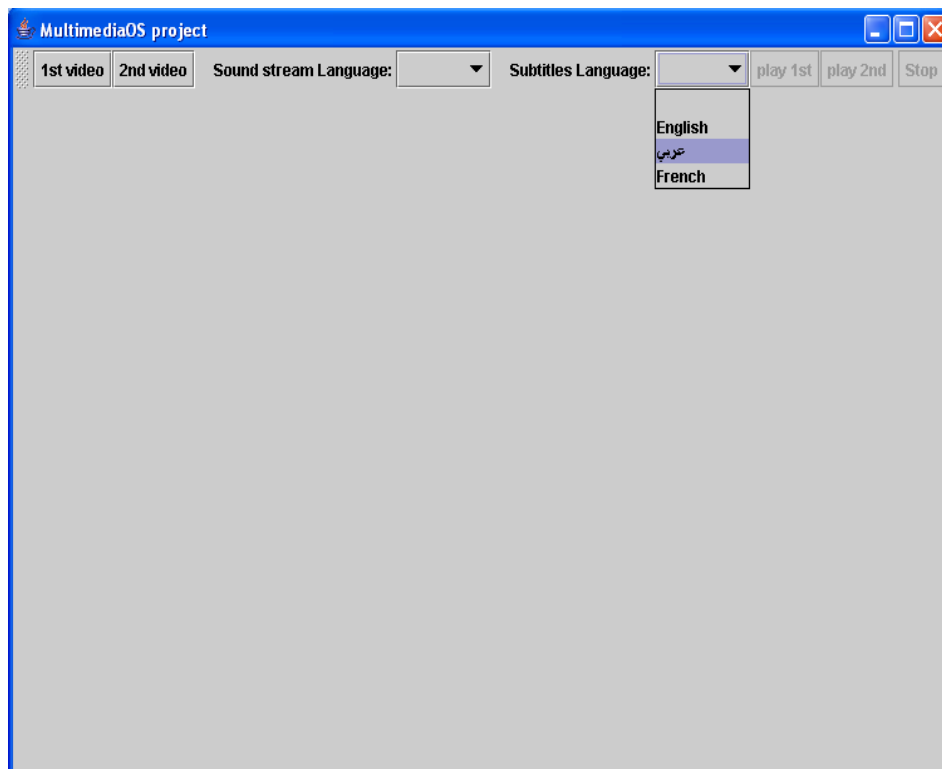 MultimediaOS project
1st video 2nd video Sound stream Language: Subtitles Language: play 1st play 2nd Stop
English
عربي
French